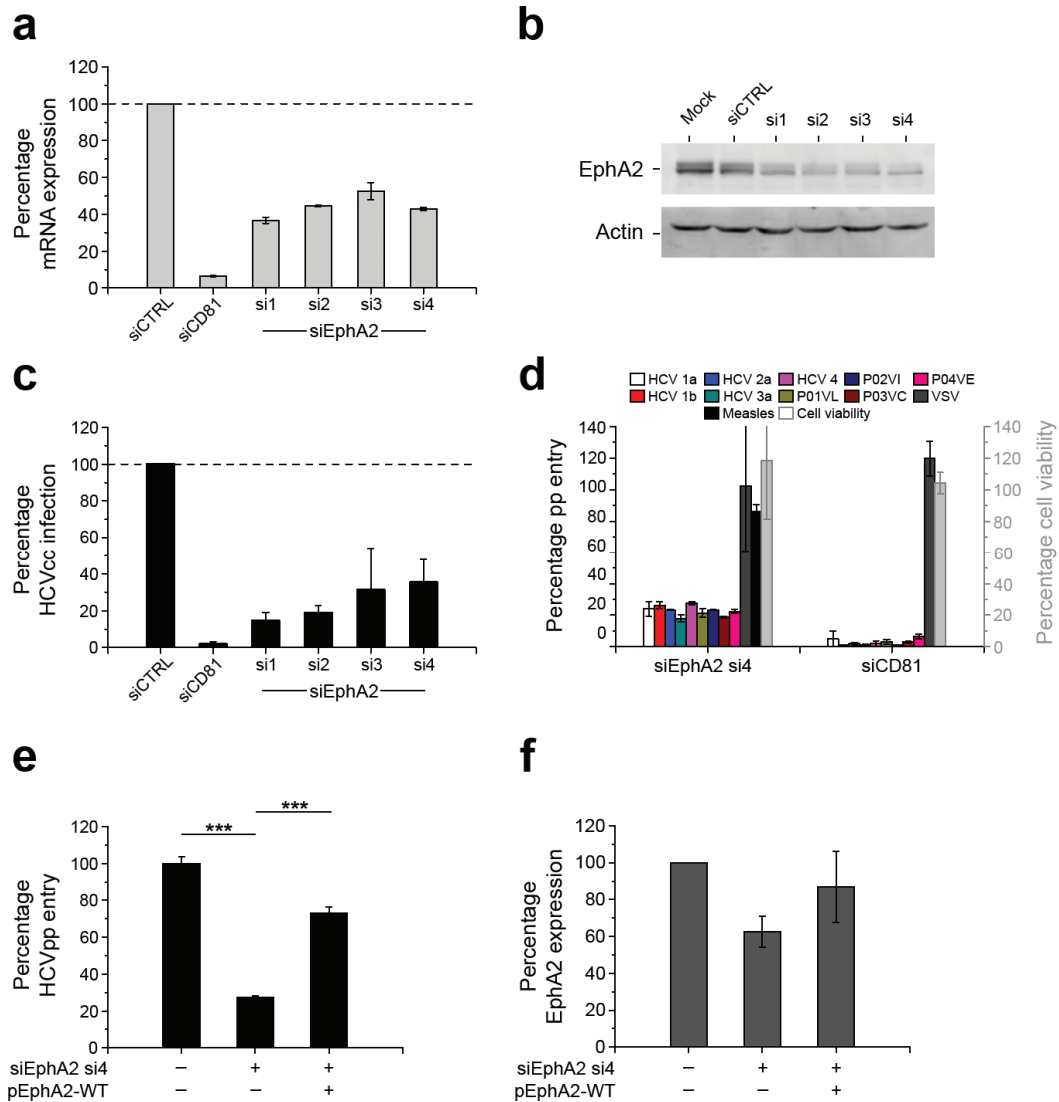 a
Percentage
mRNA expression
120
100
80
60
40
20
0
siCTRL
siCD81
si1
si2
si3
si4
siEphA2
b
Mock
siCTRL
si1
si2
si3
si4
EphA2
Actin
c
Percentage
HCVcc infection
120
100
80
60
40
20
0
siCTRL
siCD81
si1
si2
si3
si4
siEphA2
d
HCV 1a HCV 2a HCV 4 P02VI P04VE
HCV 1b HCV 3a P01VL P03VC VSV
Measles Cell viability
Percentage pp entry
140
120
100
80
60
40
20
0
140
120
100
80
60
40
20
0
Percentage cell viability
siEphA2 si4
siCD81
e
Percentage
HCVpp entry
120
100
80
60
40
20
0
***
***
siEphA2 si4 – + +
pEphA2-WT – – +
f
Percentage
EphA2 expression
120
100
80
60
40
20
0
siEphA2 si4 – + +
pEphA2-WT – – +